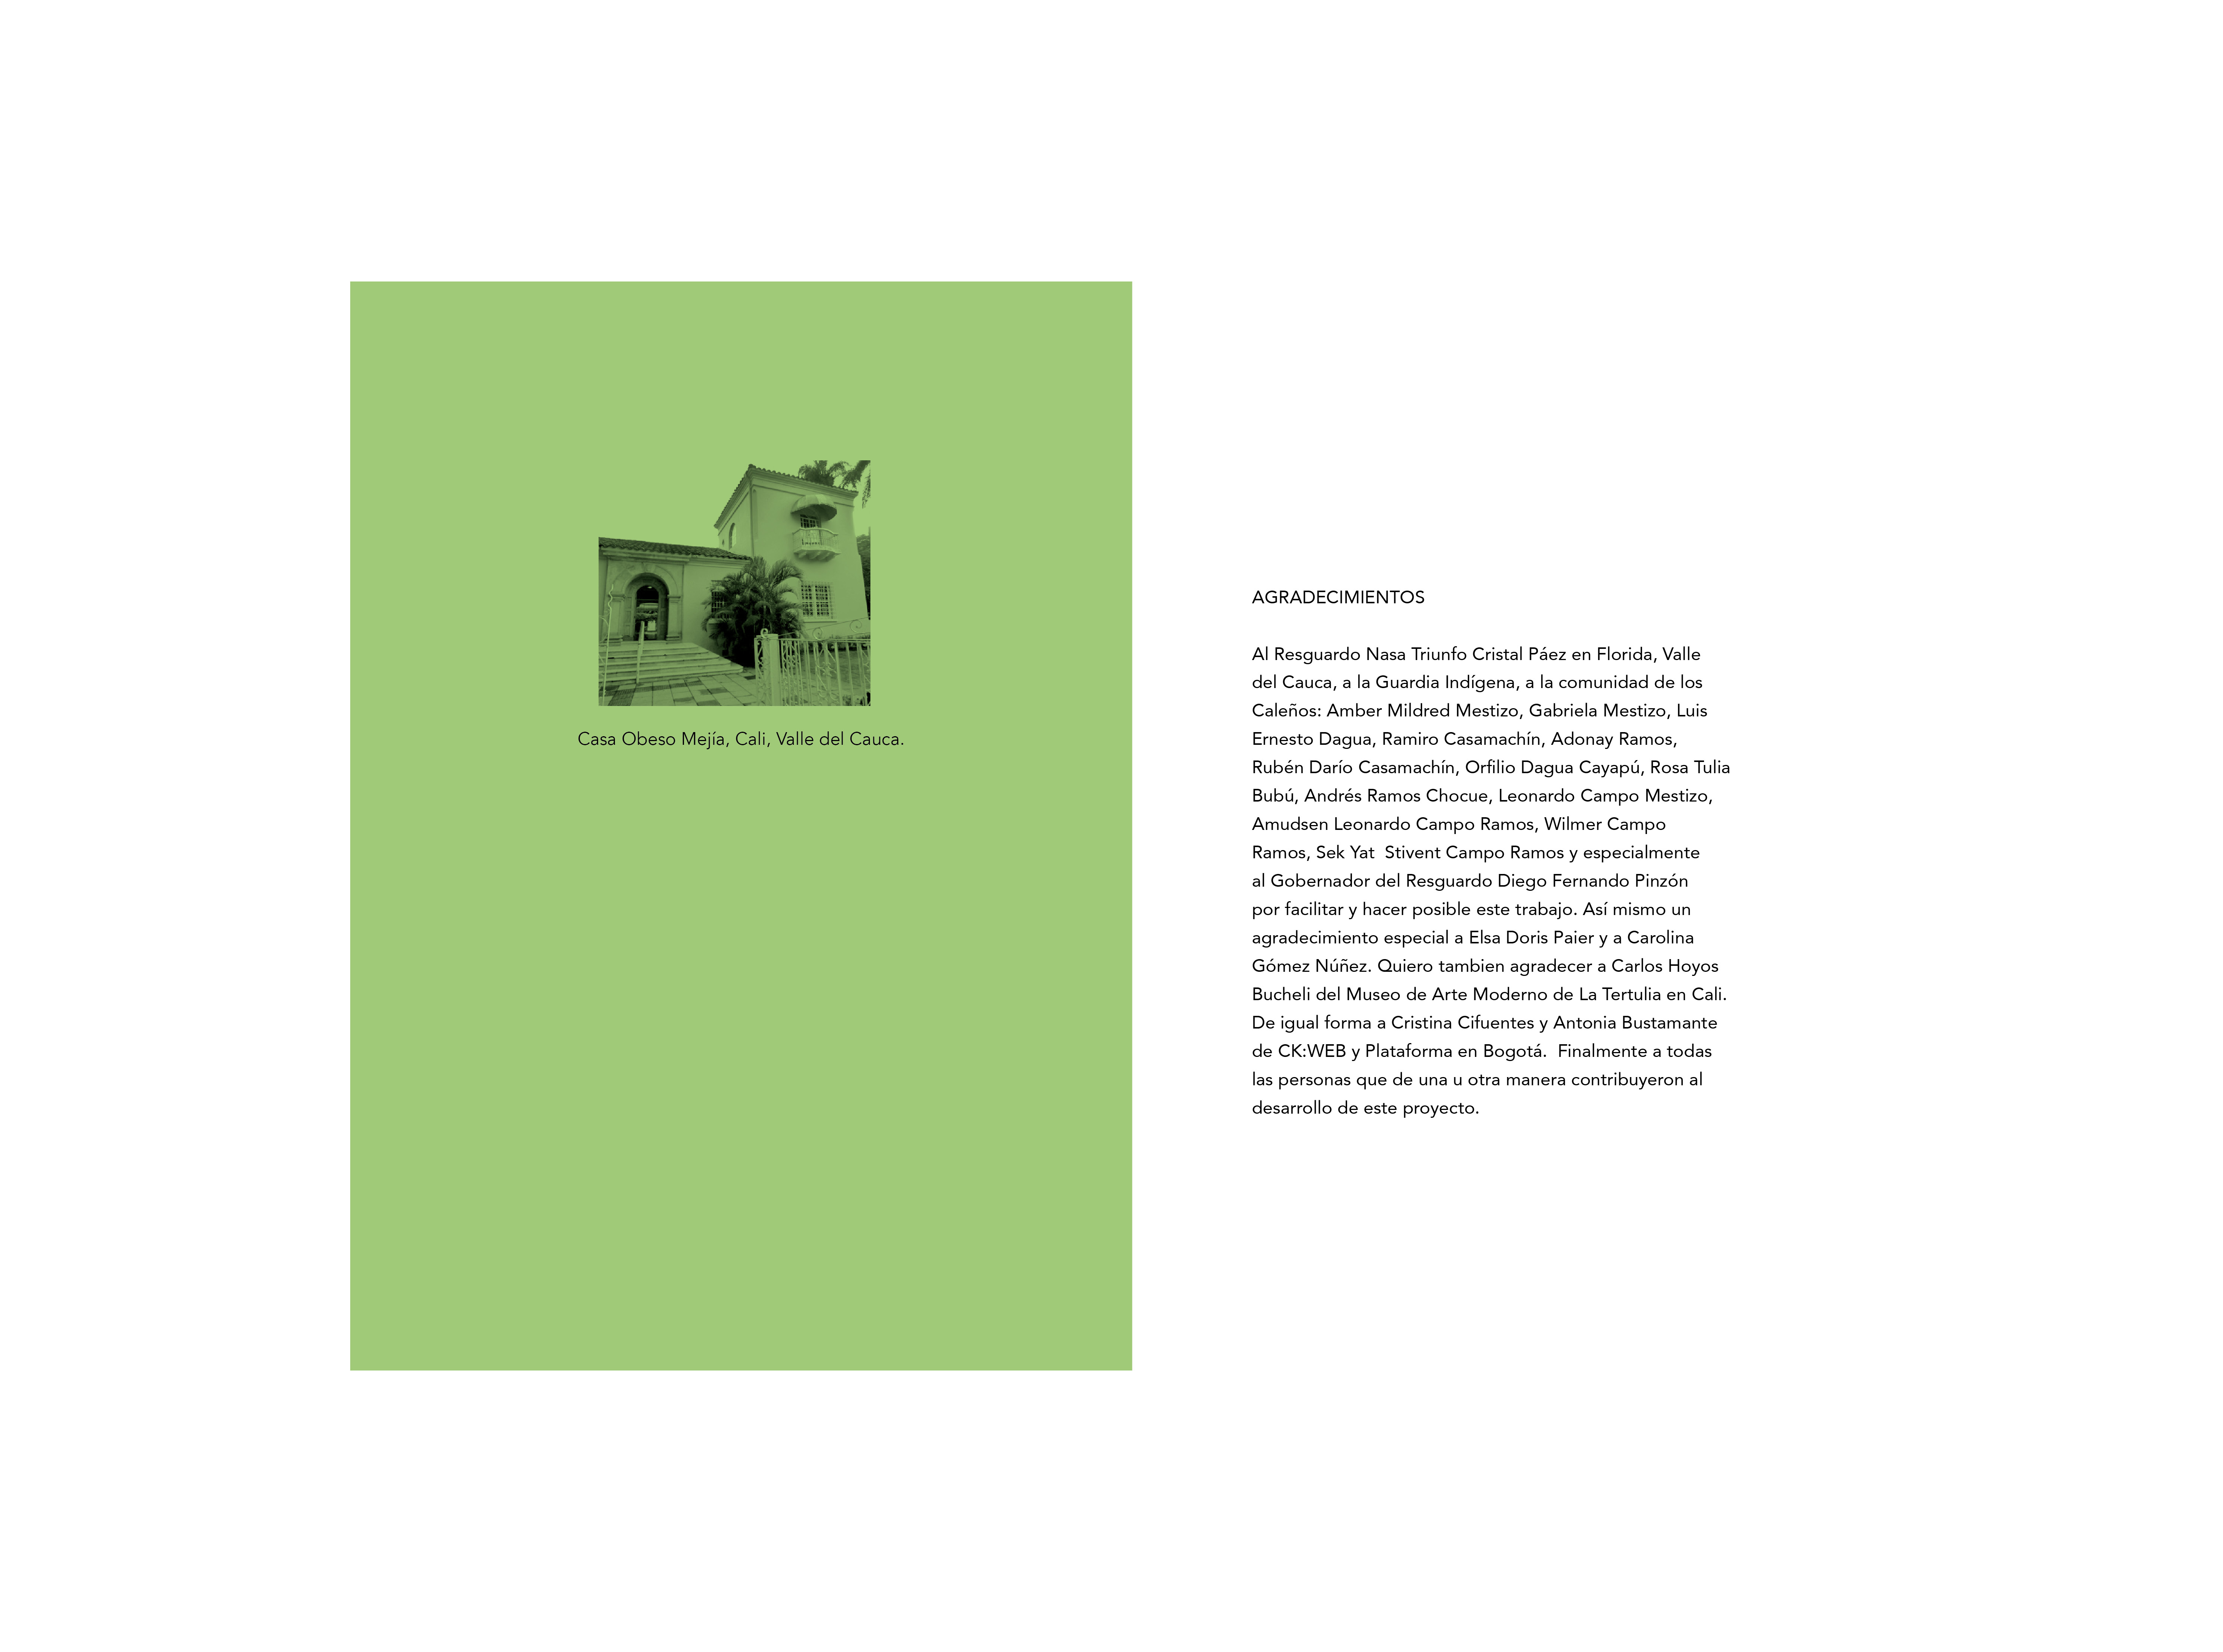 Casa Obeso Mejía, Cali, Valle del Cauca.
AGRADECIMIENTOS
Al Resguardo Nasa Triunfo Cristal Páez en Florida, Valle
del Cauca, a la Guardia Indígena, a la comunidad de los
Caleños: Amber Mildred Mestizo, Gabriela Mestizo, Luis
Ernesto Dagua, Ramiro Casamachín, Adonay Ramos,
Rubén Darío Casamachín, Orfilio Dagua Cayapú, Rosa Tulia
Bubú, Andrés Ramos Chocue, Leonardo Campo Mestizo,
Amudsen Leonardo Campo Ramos, Wilmer Campo
Ramos, Sek Yat  Stivent Campo Ramos y especialmente
al Gobernador del Resguardo Diego Fernando Pinzón
por facilitar y hacer posible este trabajo. Así mismo un
agradecimiento especial a Elsa Doris Paier y a Carolina
Gómez Núñez. Quiero tambien agradecer a Carlos Hoyos
Bucheli del Museo de Arte Moderno de La Tertulia en Cali.
De igual forma a Cristina Cifuentes y Antonia Bustamante
de CK:WEB y Plataforma en Bogotá.  Finalmente a todas
las personas que de una u otra manera contribuyeron al
desarrollo de este proyecto.